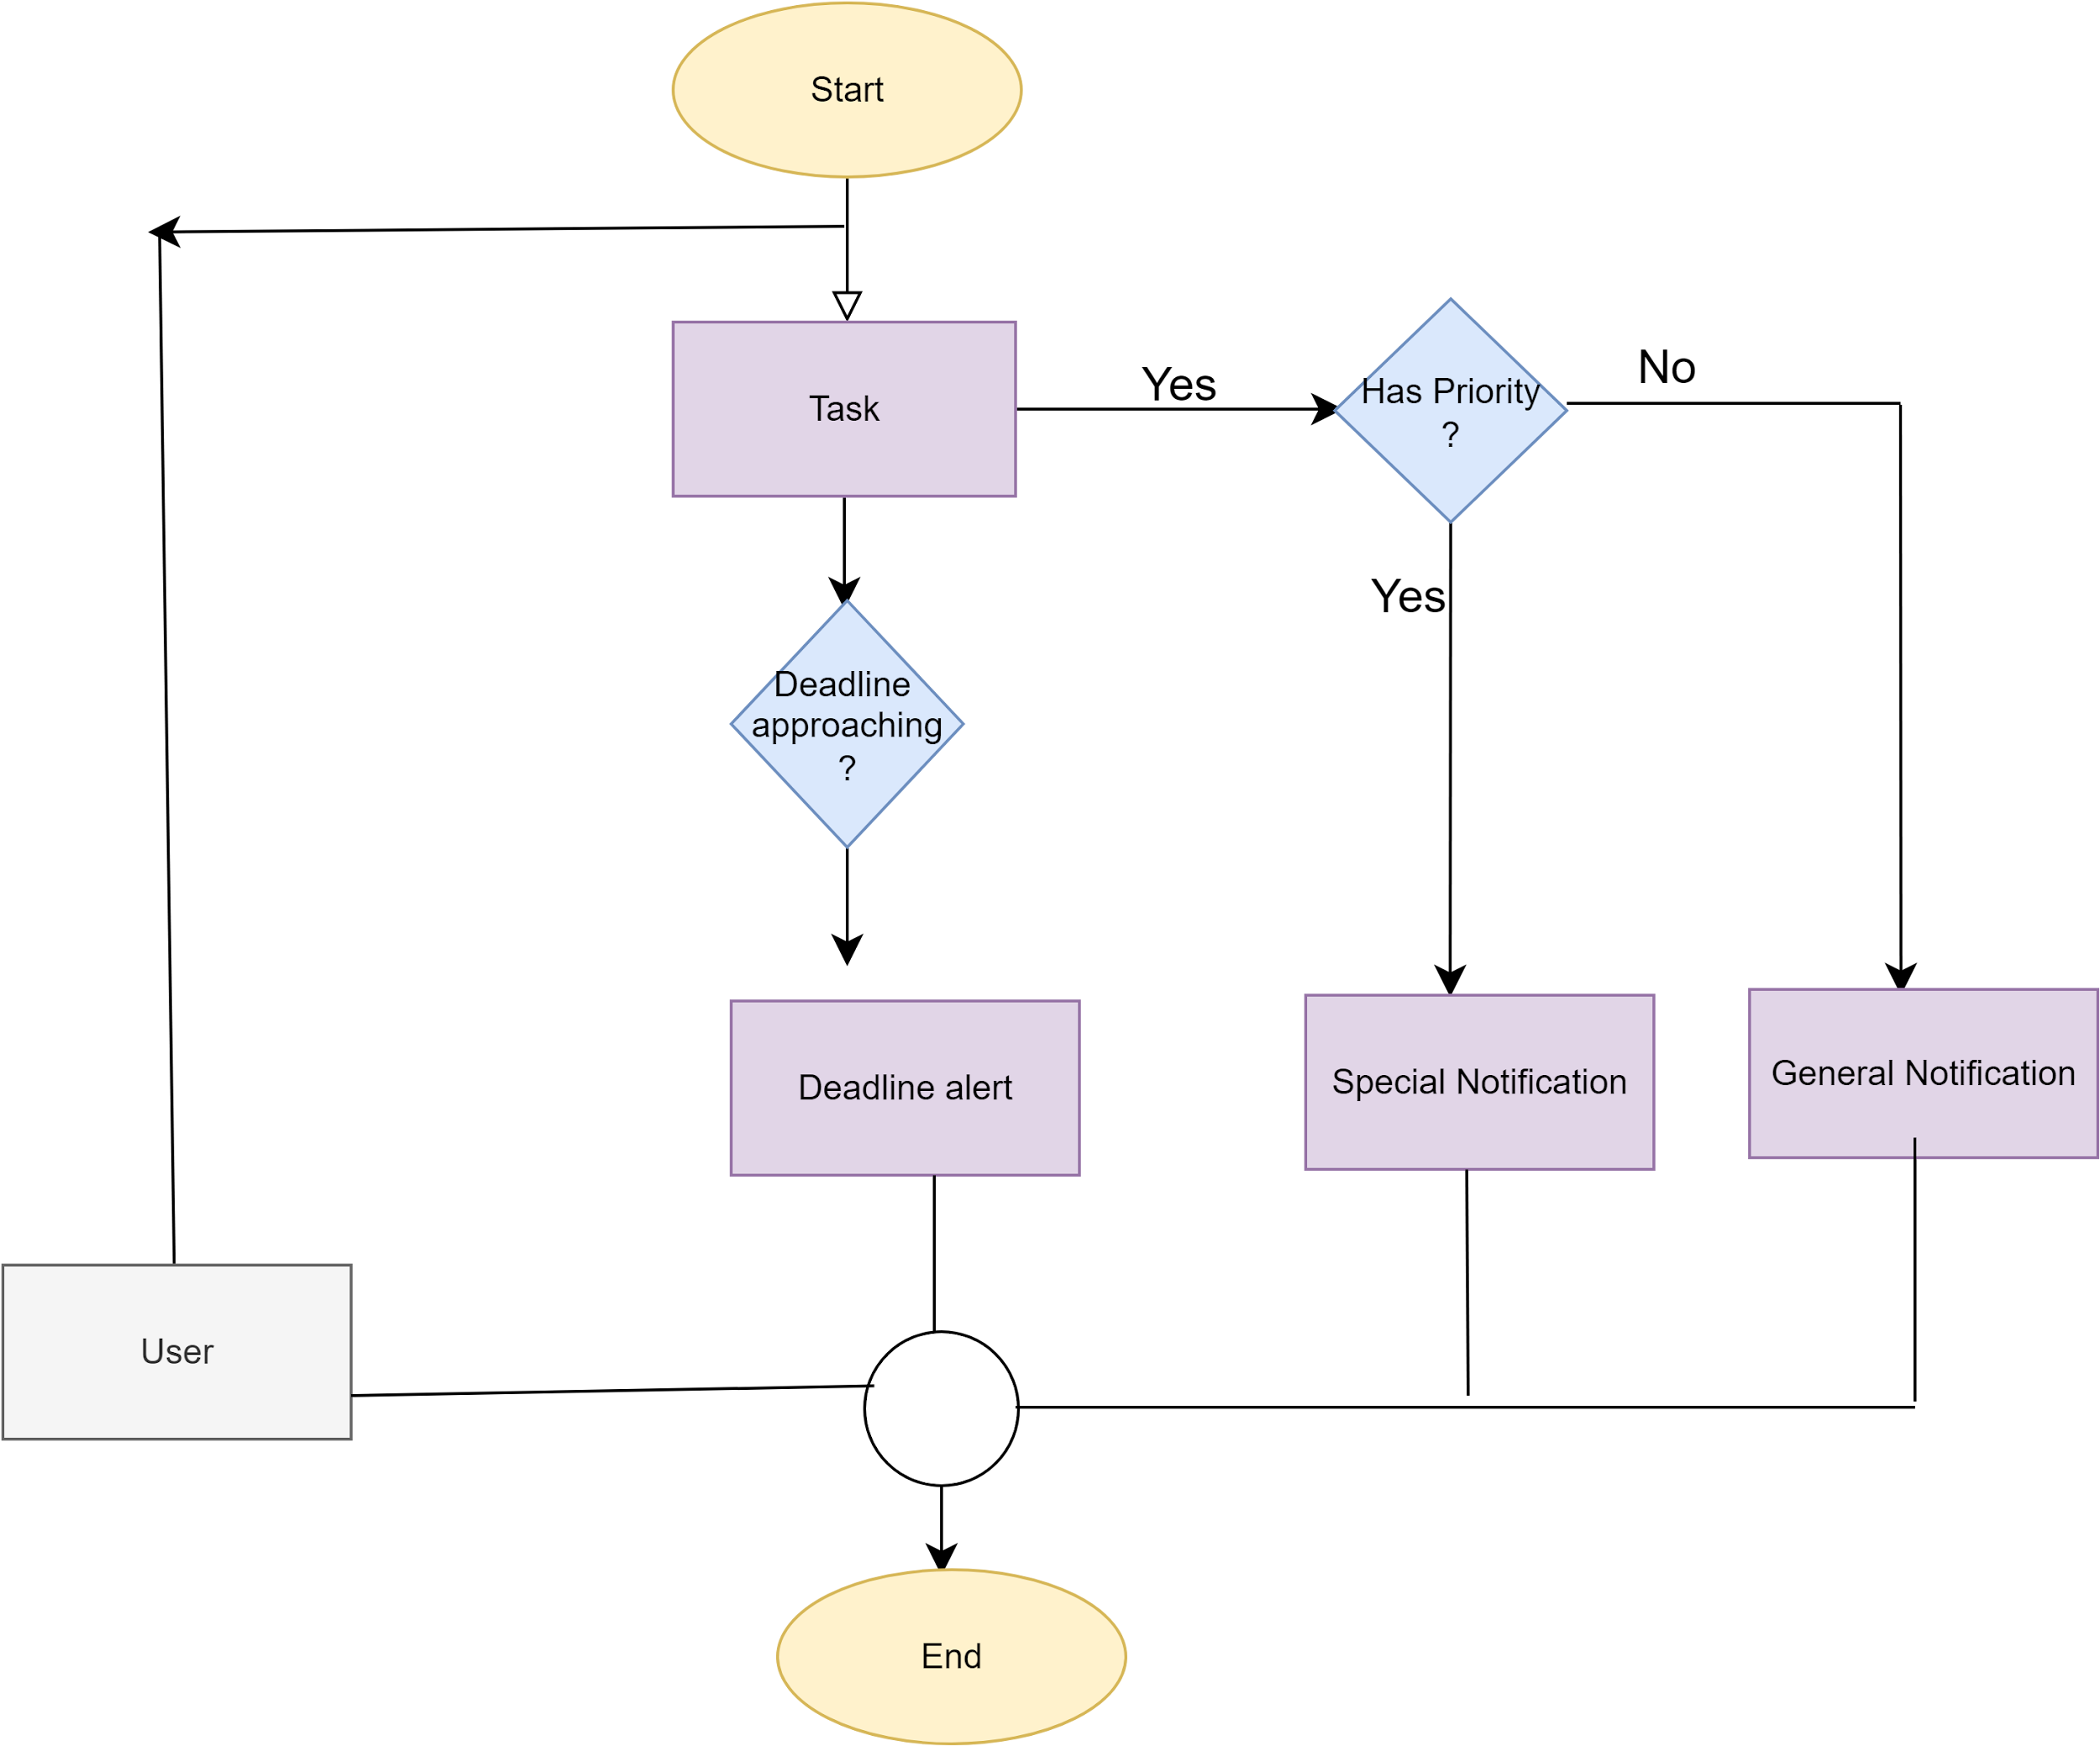 Start
Task
Yes
Has Priority
?
No
Yes
Deadline
approaching
?
Deadline alert
Special Notification
General Notification
User
End